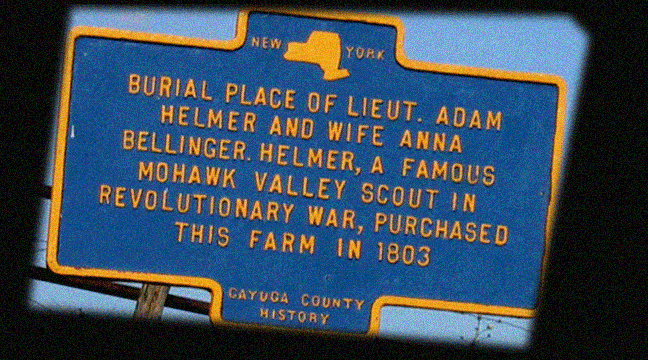 NEW YORK
BURIAL PLACE OF LIEUT. ADAM
HELMER AND WIFE ANNA
BELLINGER. HELMER, A FAMOUS
MOHAWK VALLEY SCOUT IN
REVOLUTIONARY WAR, PURCHASED
THIS FARM IN 1803
CAYUGA COUNTY
HISTORY